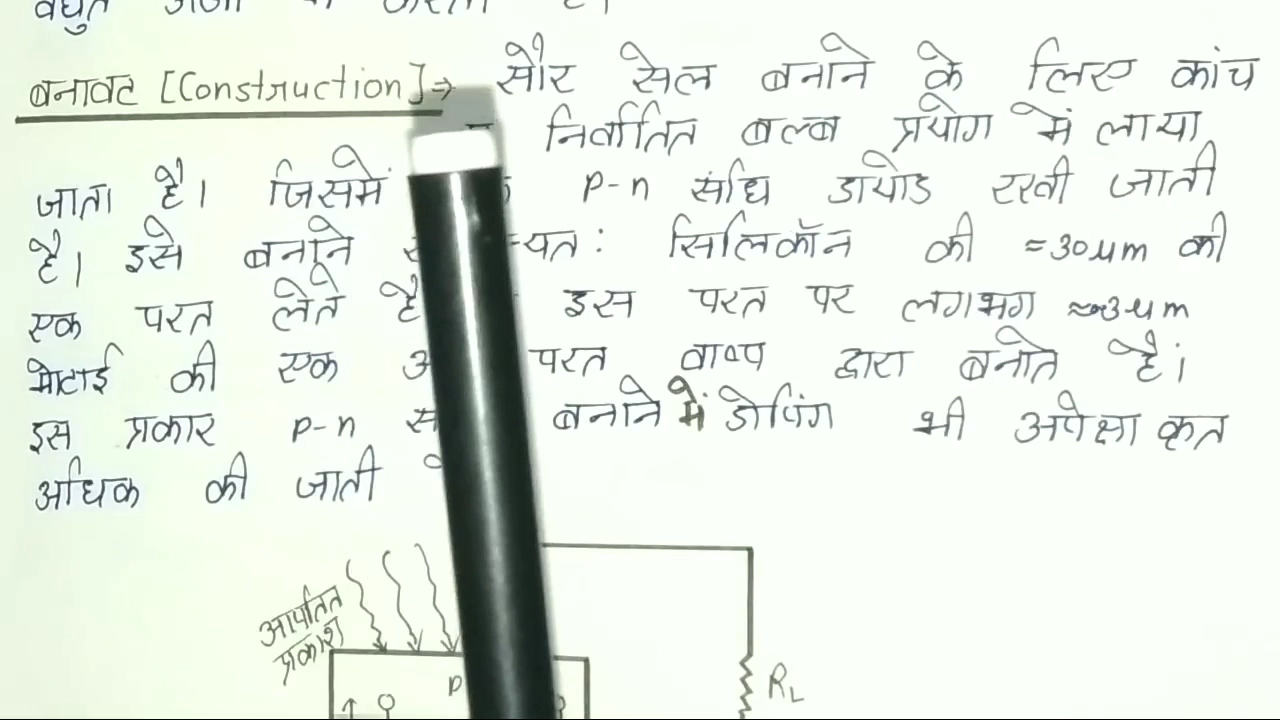 बनावट [Construction] ⇒ सौर सेल बनाने के लिए कांच
निर्वातित बल्ब प्रयोग में लाया
जाता है। जिसमें p-n संधि डायोड रखी जाती
है। इसे बनाने सिलिकॉन की ≈30μm की
एक परत लेते इस परत पर लगभग ≈3μm
मोटाई की एक परत वाष्प द्वारा बनाते है।
इस प्रकार p-n बनाने में डोपिंग भी अपेक्षाकृत
अधिक की जाती
आपतित
प्रकाश
p
RL